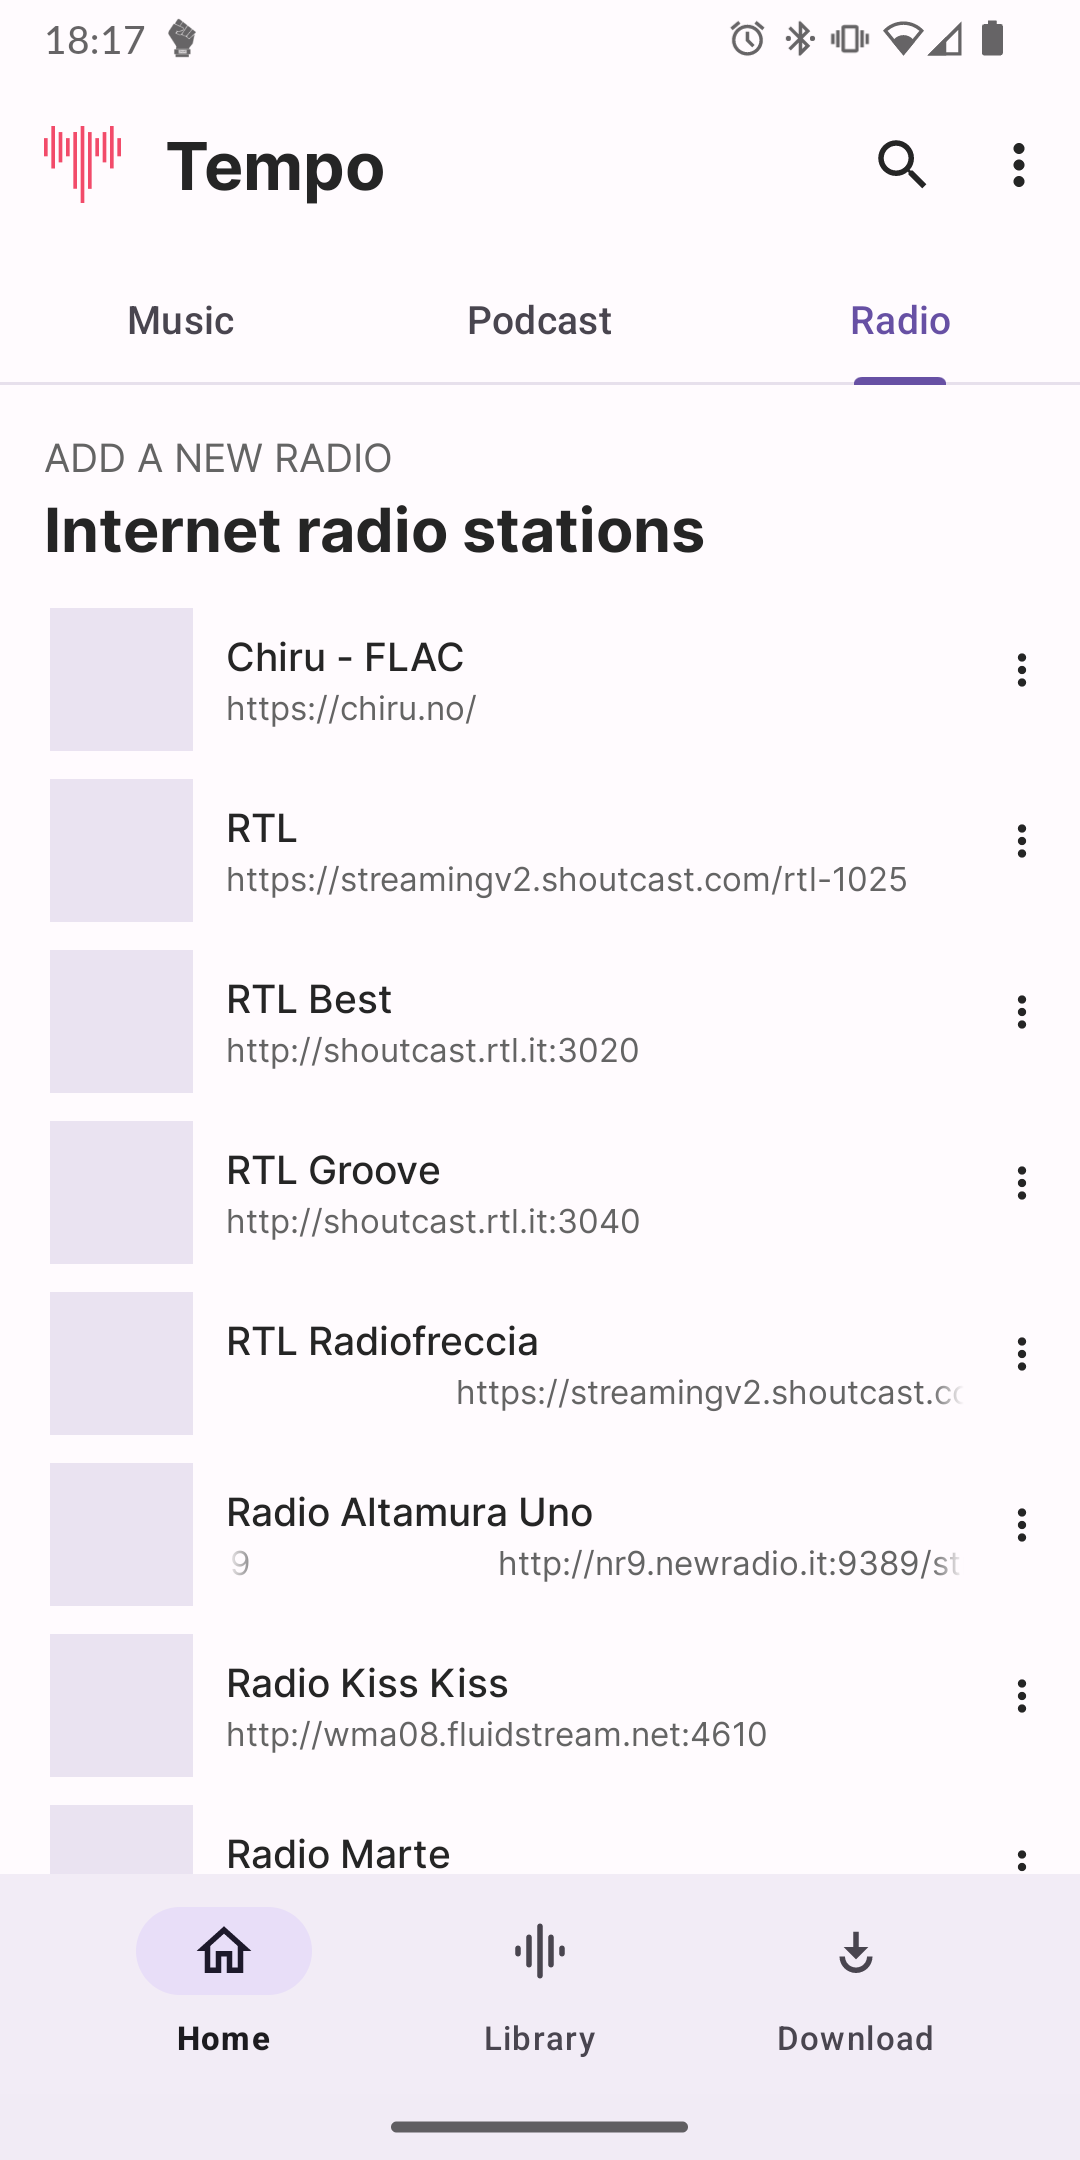 18:17
Tempo
Music Podcast Radio
ADD A NEW RADIO
Internet radio stations
Chiru - FLAC
https://chiru.no/
RTL
https://streamingv2.shoutcast.com/rtl-1025
RTL Best
http://shoutcast.rtl.it:3020
RTL Groove
http://shoutcast.rtl.it:3040
RTL Radiofreccia
https://streamingv2.shoutcast.co
Radio Altamura Uno
9 http://nr9.newradio.it:9389/st
Radio Kiss Kiss
http://wma08.fluidstream.net:4610
Radio Marte
Home Library Download